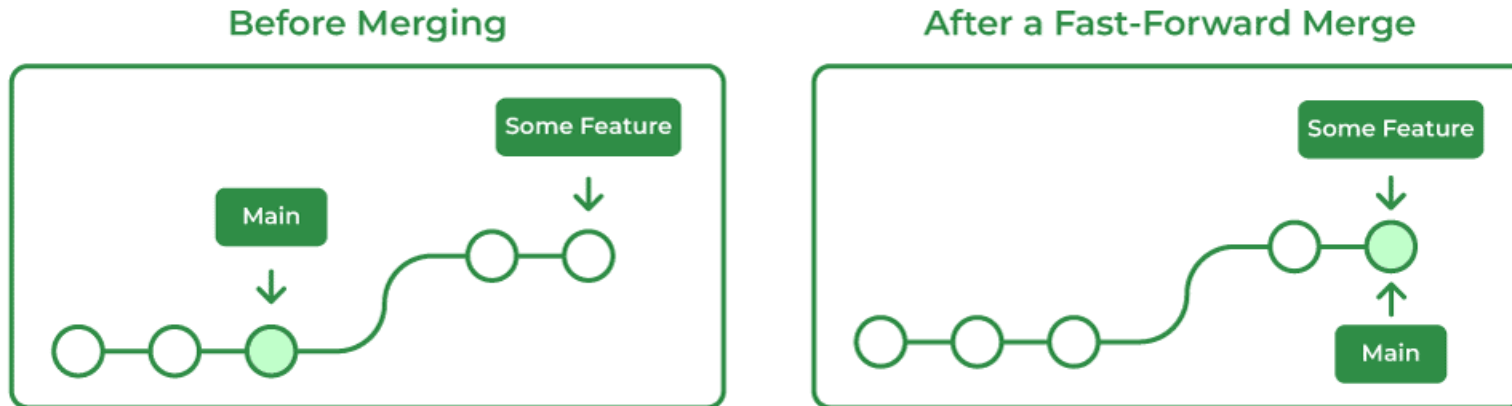 Before Merging
Some Feature
Main
After a Fast-Forward Merge
Some Feature
Main